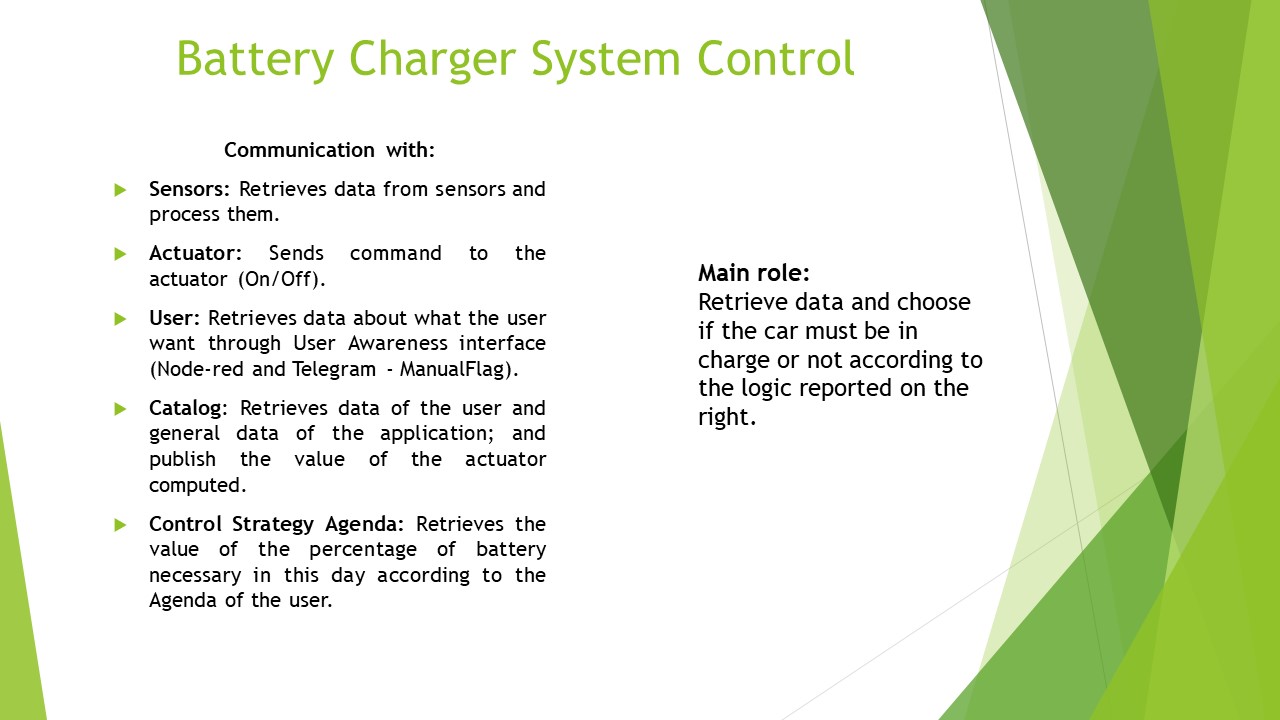 Battery Charger System Control
Communication with:
Sensors: Retrieves data from sensors and
process them.
Actuator: Sends command to the
actuator (On/Off).
User: Retrieves data about what the user
want through User Awareness interface
(Node-red and Telegram - ManualFlag).
Catalog: Retrieves data of the user and
general data of the application; and
publish the value of the actuator
computed.
Control Strategy Agenda: Retrieves the
value of the percentage of battery
necessary in this day according to the
Agenda of the user.
Main role:
Retrieve data and choose
if the car must be in
charge or not according to
the logic reported on the
right.